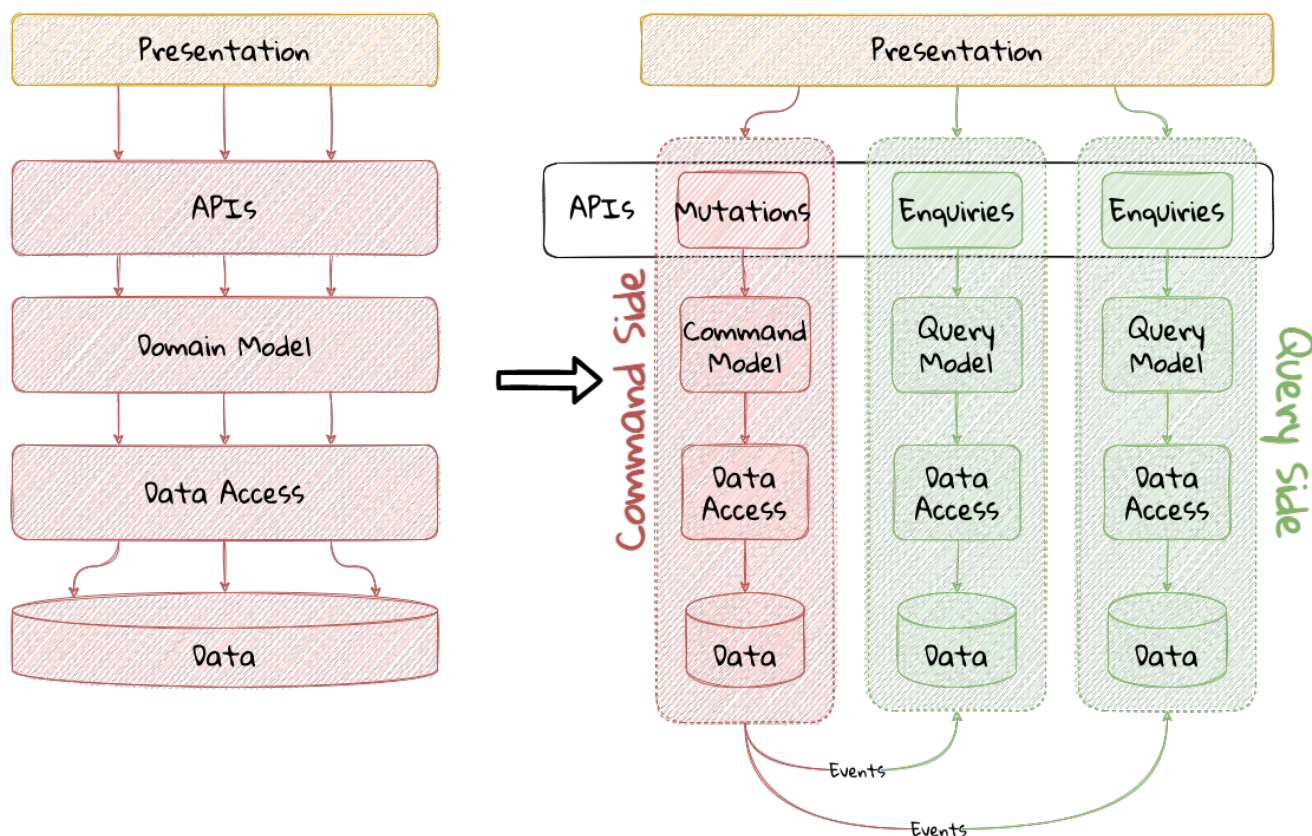 Presentation
APIs
Domain Model
Data Access
Data
Presentation
APIs
Mutations
Enquiries
Enquiries
Command Side
Command
Model
Query
Model
Query
Model
Query Side
Data
Access
Data
Access
Data
Access
Data
Data
Data
Events
Events